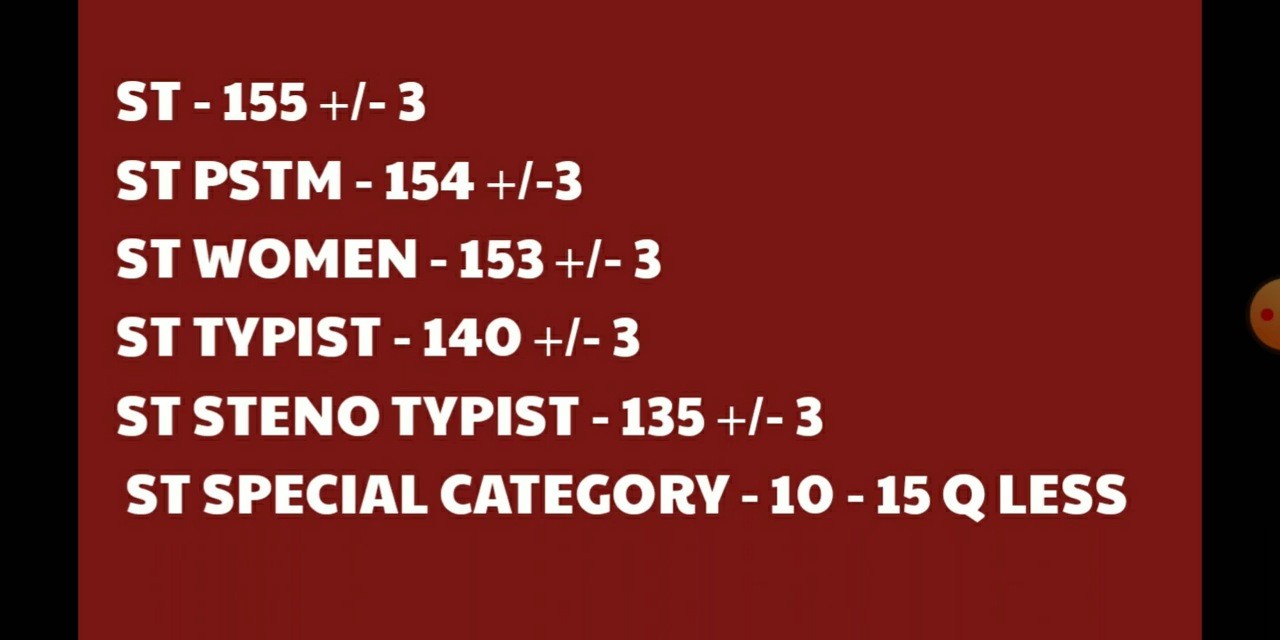 ST - 155 +/- 3
ST PSTM - 154 +/-3
ST WOMEN - 153 +/- 3
ST TYPIST - 140 +/- 3
ST STENO TYPIST - 135 +/- 3
ST SPECIAL CATEGORY - 10 - 15 Q LESS